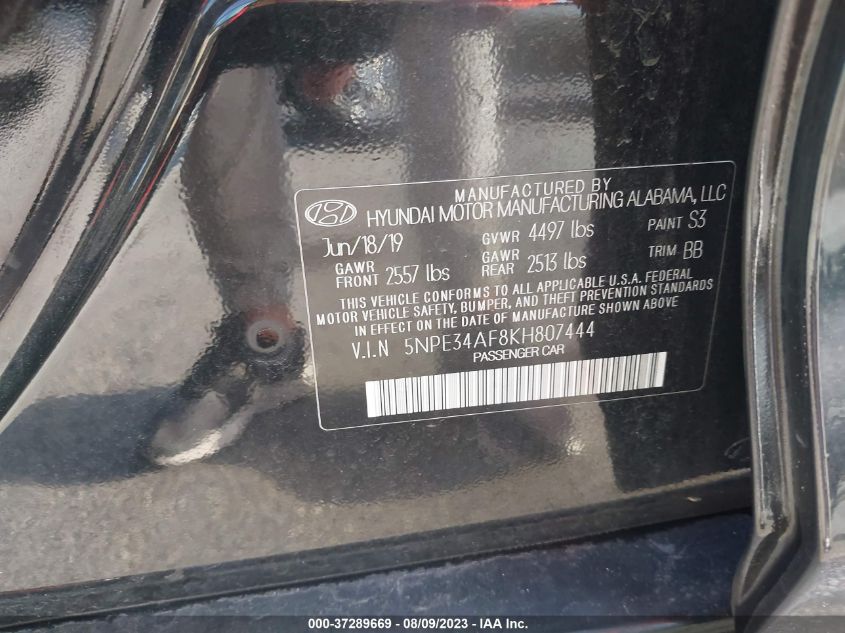 MANUFACTURED BY
HYUNDAI MOTOR MANUFACTURING ALABAMA, LLC
Jun/18/19 GVWR 4497 lbs PAINT S3
GAWR FRONT 2557 lbs GAWR REAR 2513 lbs TRIM BB
THIS VEHICLE CONFORMS TO ALL APPLICABLE U.S.A. FEDERAL
MOTOR VEHICLE SAFETY, BUMPER, AND THEFT PREVENTION STANDARDS
IN EFFECT ON THE DATE OF MANUFACTURE SHOWN ABOVE
V.I.N 5NPE34AF8KH807444
PASSENGER CAR
000-37289669 - 08/09/2023 - IAA Inc.